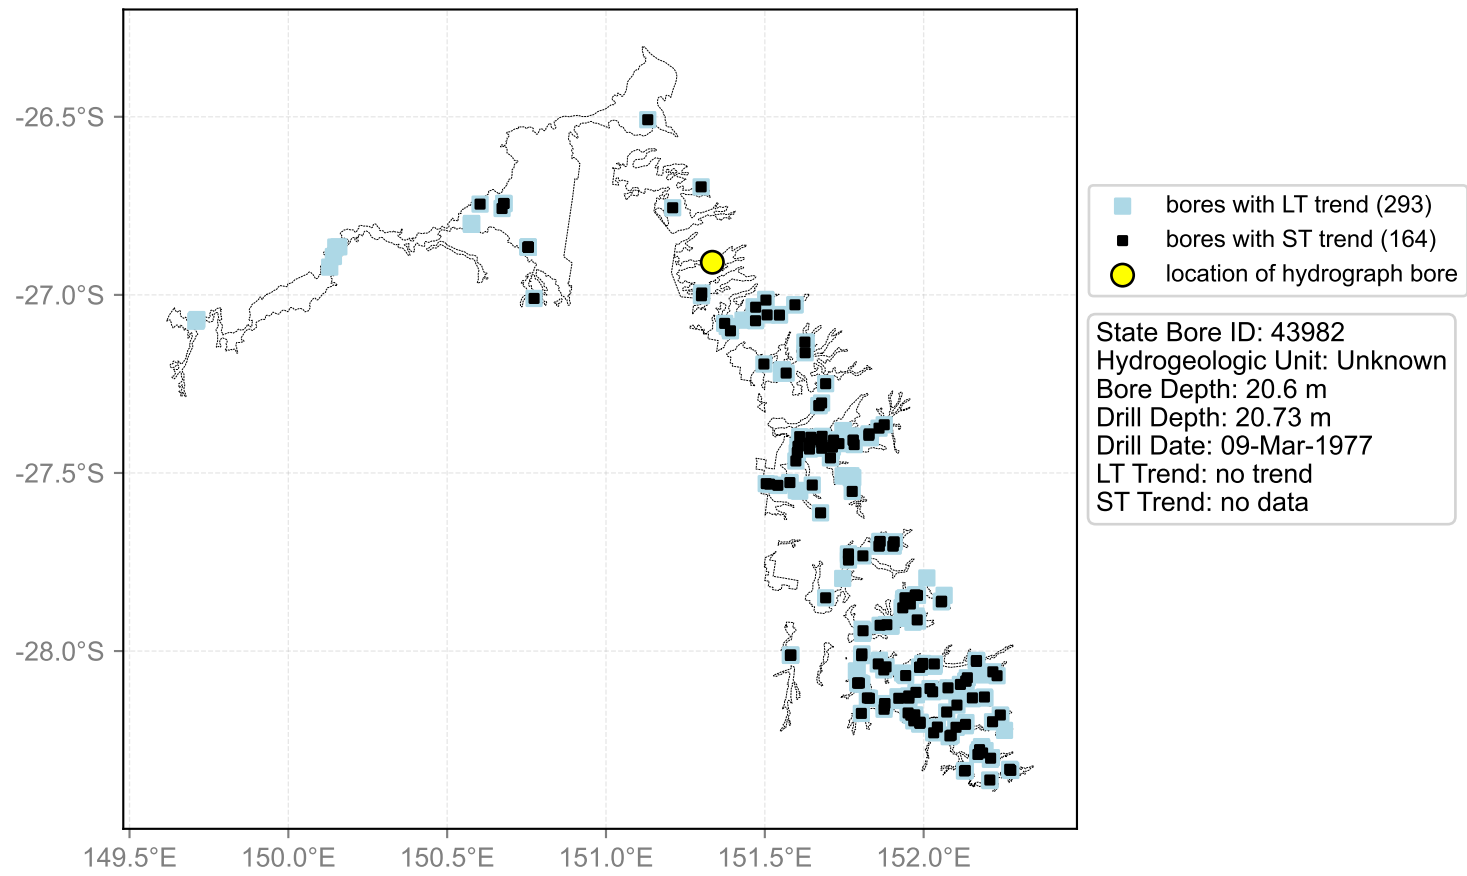 -26.5°S
-27.0°S
-27.5°S
-28.0°S
149.5°E 150.0°E 150.5°E 151.0°E 151.5°E 152.0°E
bores with LT trend (293)
bores with ST trend (164)
location of hydrograph bore
State Bore ID: 43982
Hydrogeologic Unit: Unknown
Bore Depth: 20.6 m
Drill Depth: 20.73 m
Drill Date: 09-Mar-1977
LT Trend: no trend
ST Trend: no data